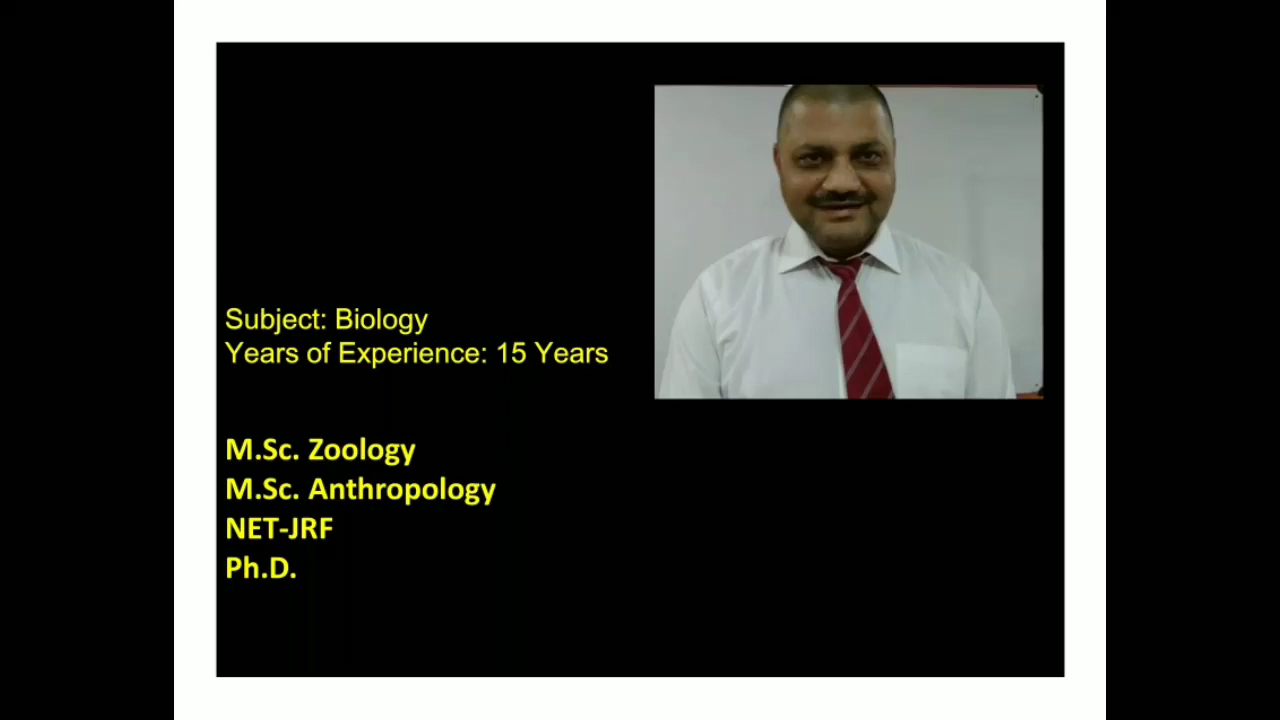 Subject: Biology
Years of Experience: 15 Years
M.Sc. Zoology
M.Sc. Anthropology
NET-JRF
Ph.D.